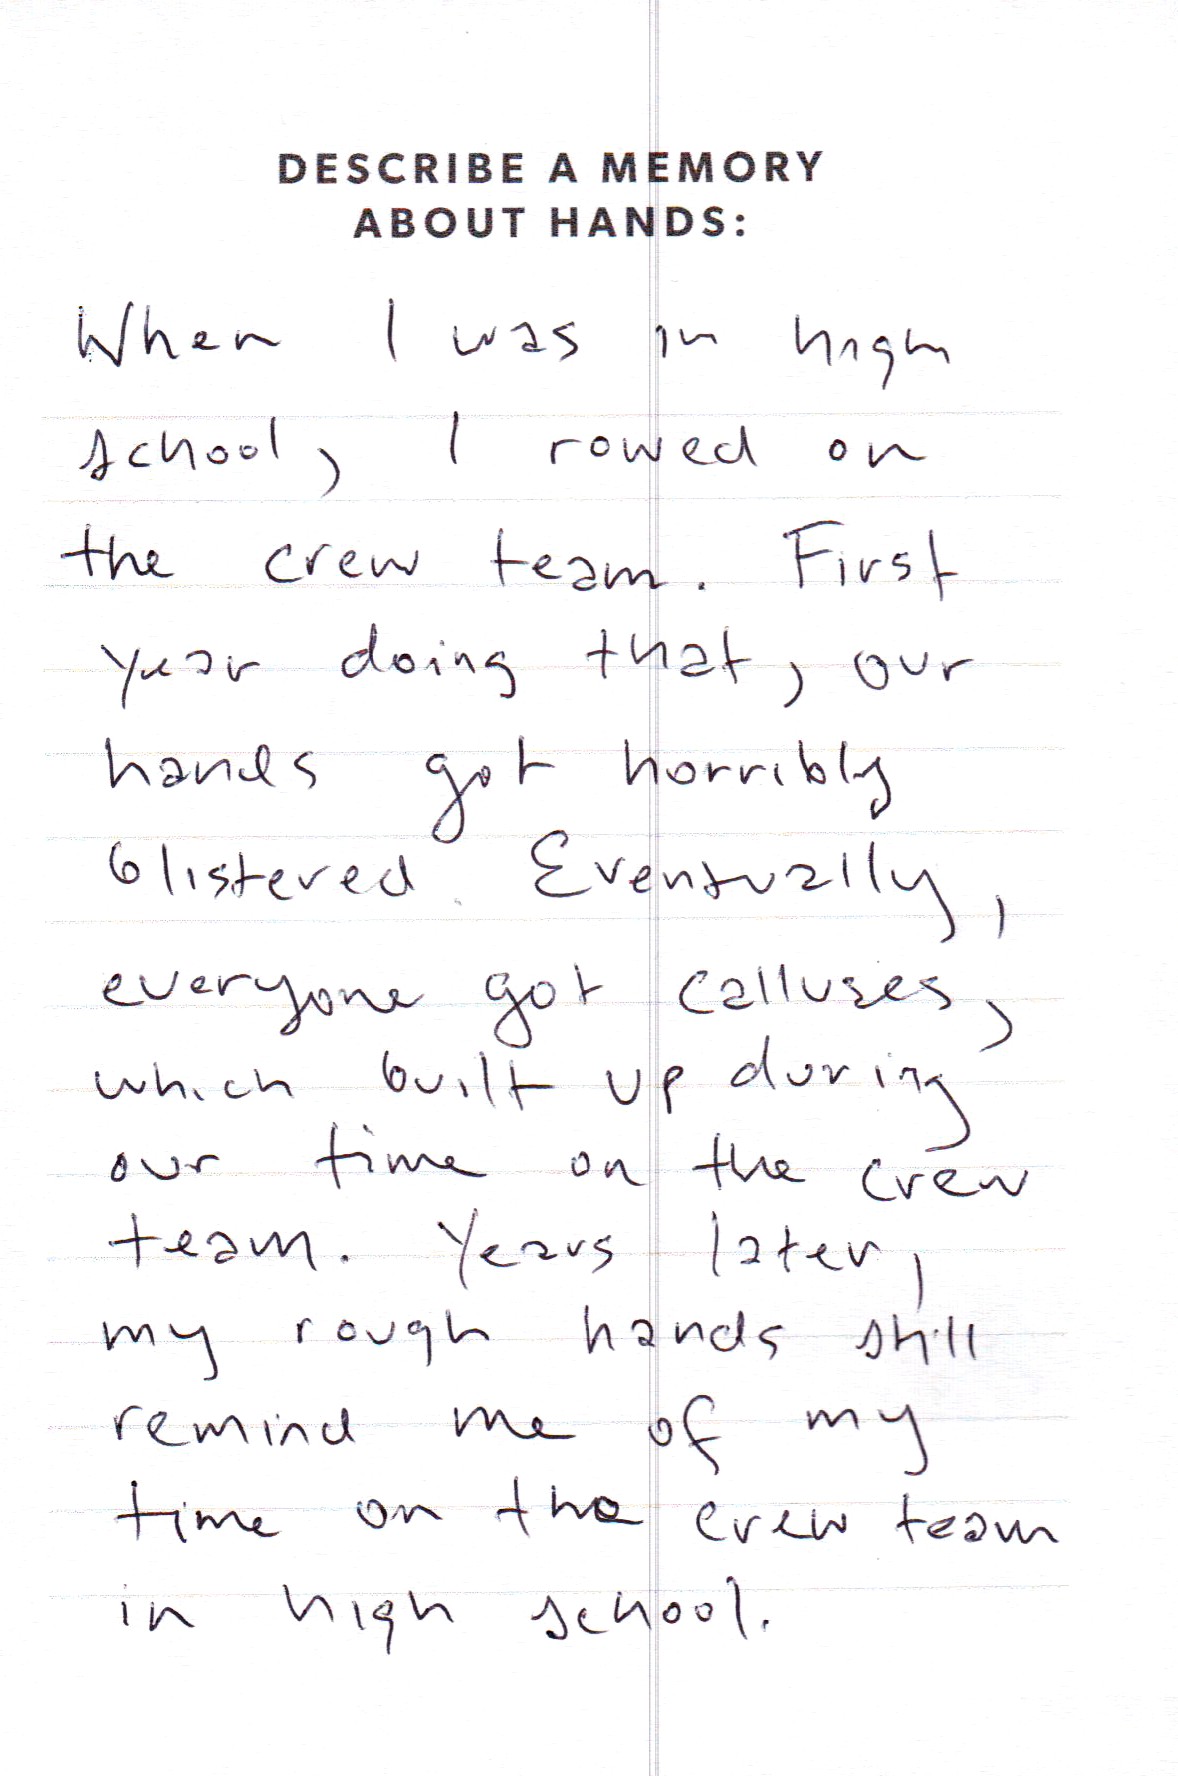 DESCRIBE A MEMORY
ABOUT HANDS:
When I was in high
school, I rowed on
the crew team. First
year doing that, our
hands got horribly
blistered. Eventually,
everyone got calluses,
which built up during
our time on the crew
team. Years later,
my rough hands still
remind me of my
time on the crew team
in high school.